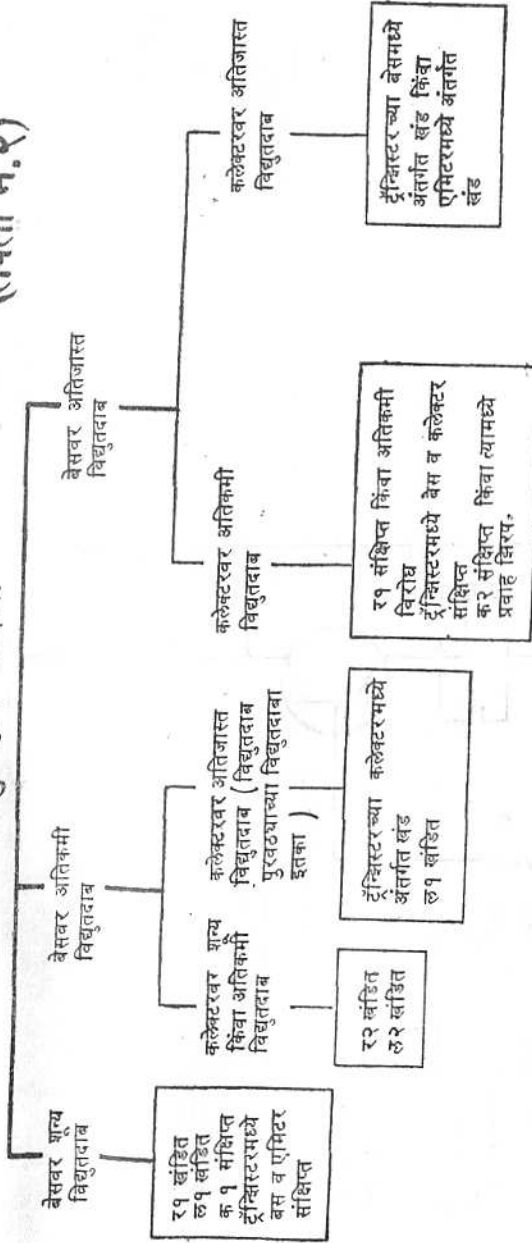 (तक्ता नं.१)
बेसवर शून्य
विद्युतदाब
र१ खंडित
ल१ खंडित
क १ संक्षिप्त
ट्रॅन्झिस्टरमध्ये
बेस व एमिटर
संक्षिप्त
बेसवर अतिकमी
विद्युतदाब
कलेक्टरवर शून्य
किंवा अतिकमी
विद्युतदाब
र२ खंडित
ल२ खंडित
कलेक्टरवर अतिजास्त
विद्युतदाब (विद्युतदाब
पुरवठ्याच्या विद्युतदाबा
इतका )
ट्रॅन्झिस्टरच्या कलेक्टरमध्ये
अंतर्गत खंड
ल१ खंडित
बेसवर अतिजास्त
विद्युतदाब
कलेक्टरवर अतिकमी
विद्युतदाब
र१ संक्षिप्त किंवा अतिकमी
विरोध
ट्रॅन्झिस्टरमध्ये बेस व कलेक्टर
संक्षिप्त
क२ संक्षिप्त किंवा त्यामध्ये
प्रवाह झिरप.
कलेक्टरवर अतिजास्त
विद्युतदाब
ट्रॅन्झिस्टरच्या बेसमध्ये
अंतर्गत खंड किंवा
एमिटरमध्ये अंतर्गत
खंड